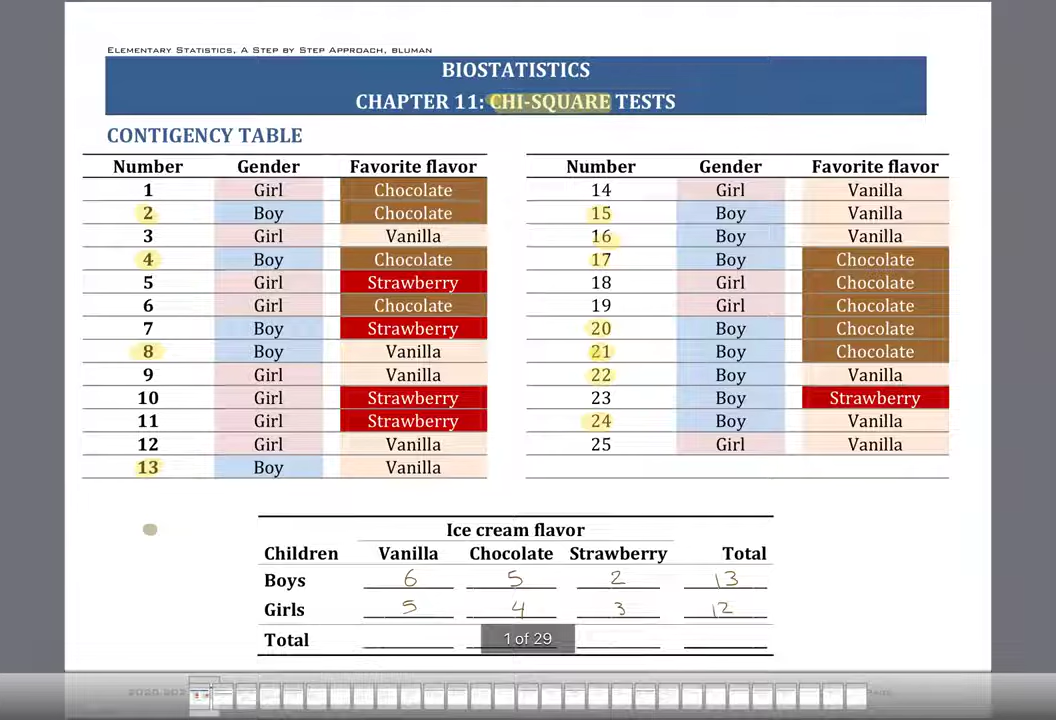 ELEMENTARY STATISTICS, A STEP BY STEP APPROACH, BLUMAN
BIOSTATISTICS
CHAPTER 11: CHI-SQUARE TESTS
CONTIGENCY TABLE
Number Gender Favorite flavor
1 Girl Chocolate
2 Boy Chocolate
3 Girl Vanilla
4 Boy Chocolate
5 Girl Strawberry
6 Girl Chocolate
7 Boy Strawberry
8 Boy Vanilla
9 Girl Vanilla
10 Girl Strawberry
11 Girl Strawberry
12 Girl Vanilla
13 Boy Vanilla
Number Gender Favorite flavor
14 Girl Vanilla
15 Boy Vanilla
16 Boy Vanilla
17 Boy Chocolate
18 Girl Chocolate
19 Girl Chocolate
20 Boy Chocolate
21 Boy Chocolate
22 Boy Vanilla
23 Boy Strawberry
24 Boy Vanilla
25 Girl Vanilla
Ice cream flavor
Children Vanilla Chocolate Strawberry Total
Boys 6 5 2 13
Girls 5 4 3 12
Total
1 of 29